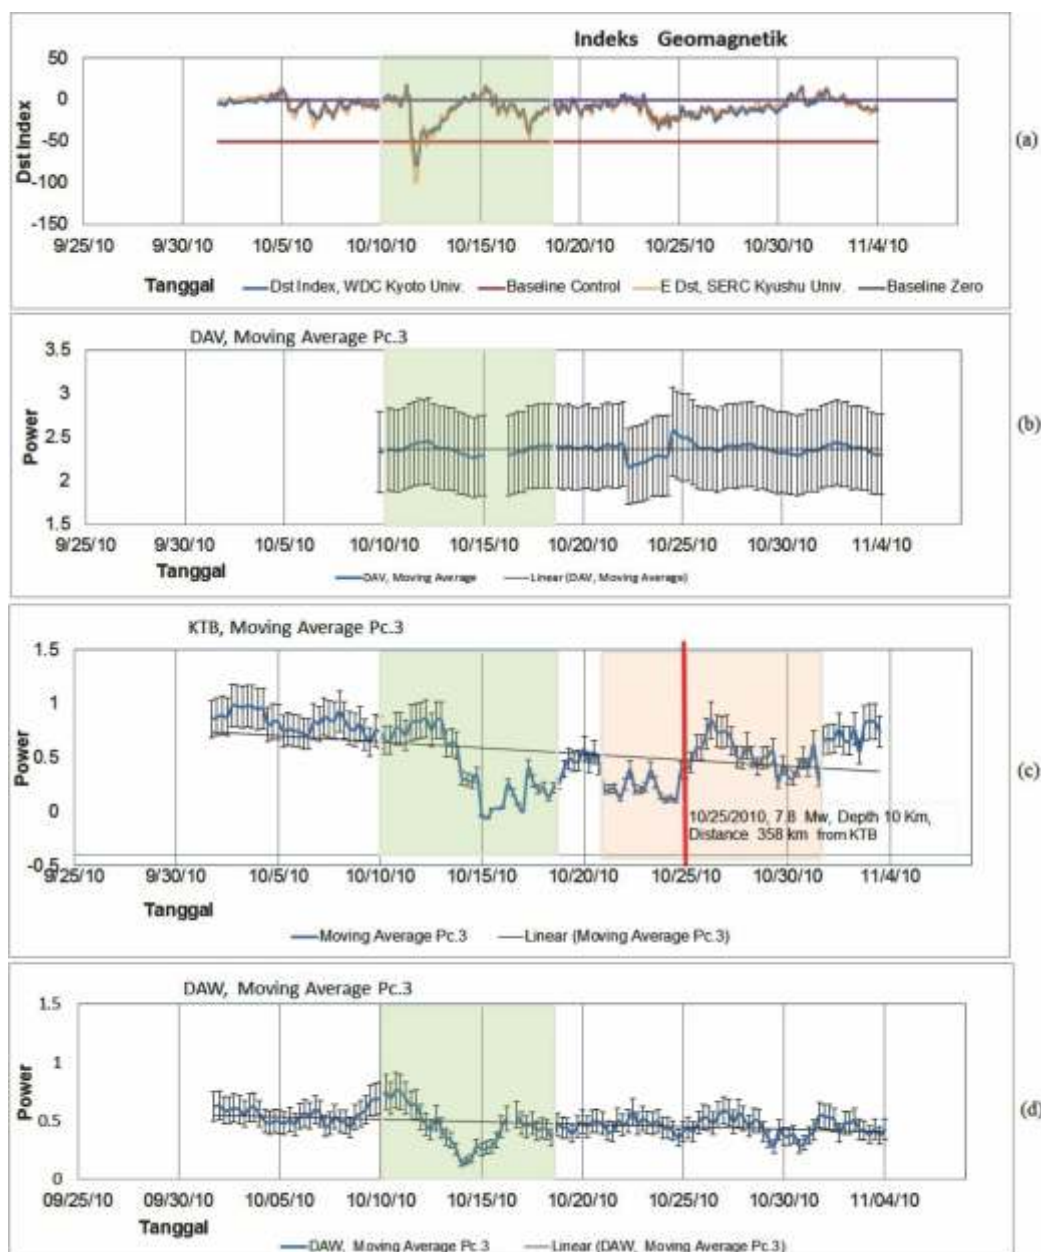 Indeks Geomagnetik
50
0
-50
-100
-150
Dst Index
(a)
9/25/10 9/30/10 10/5/10 10/10/10 10/15/10 10/20/10 10/25/10 10/30/10 11/4/10
Tanggal
Dst Index, WDC Kyoto Univ. Baseline Control E Dst, SERC Kyushu Univ. Baseline Zero
DAV, Moving Average Pc.3
3.5
3
2.5
2
1.5
Power
(b)
9/25/10 9/30/10 10/5/10 10/10/10 10/15/10 10/20/10 10/25/10 10/30/10 11/4/10
Tanggal
DAV, Moving Average Linear (DAV, Moving Average)
KTB, Moving Average Pc.3
1.5
1
0.5
0
-0.5
Power
(c)
10/25/2010, 7.8 Mw, Depth 10 Km,
Distance 358 km from KTB
9/25/10 9/30/10 10/5/10 10/10/10 10/15/10 10/20/10 10/25/10 10/30/10 11/4/10
Tanggal
Moving Average Pc.3 Linear (Moving Average Pc.3)
DAW, Moving Average Pc.3
1.5
1
0.5
0
Power
(d)
09/25/10 09/30/10 10/05/10 10/10/10 10/15/10 10/20/10 10/25/10 10/30/10 11/04/10
Tanggal
DAW, Moving Average Pc.3 Linear (DAW, Moving Average Pc.3)